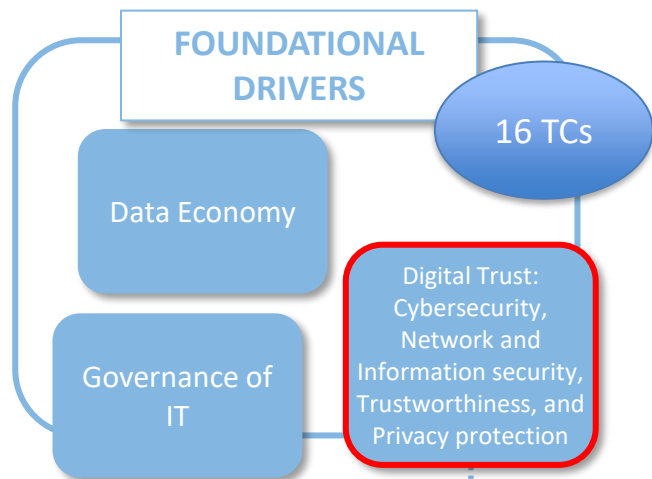 FOUNDATIONAL
DRIVERS
16 TCs
Data Economy
Digital Trust:
Cybersecurity,
Network and
Information security,
Trustworthiness, and
Privacy protection
Governance of
IT